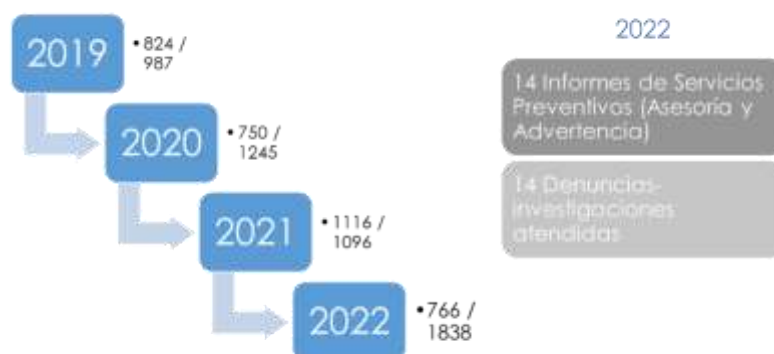 2019
• 824 /
987
2020
• 750 /
1245
2021
• 1116 /
1096
2022
• 766 /
1838
2022
14 Informes de Servicios
Preventivos (Asesoría y
Advertencia)
14 Denuncias-
investigaciones
atendidas